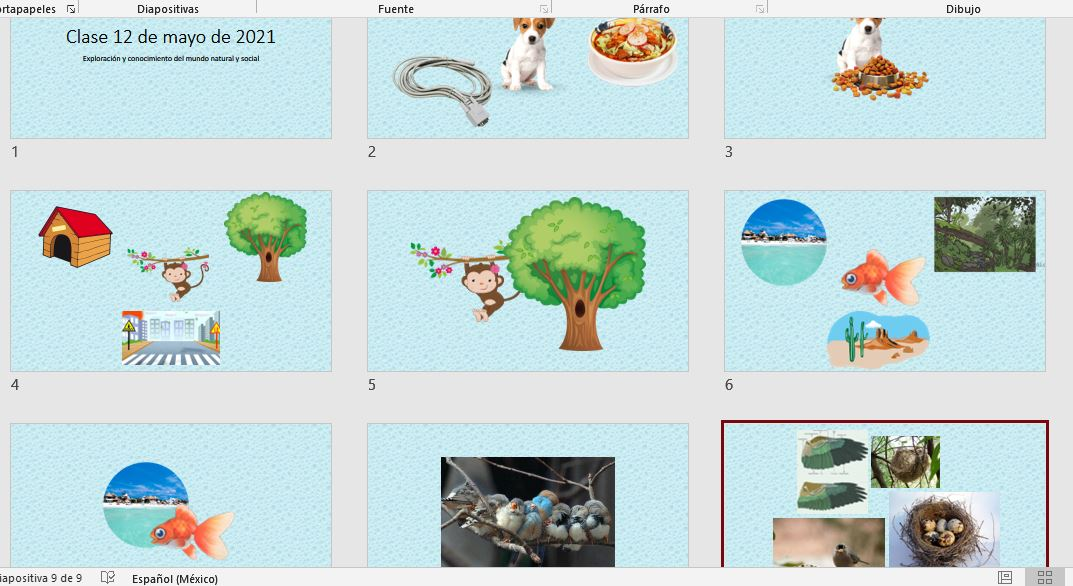 ortapapeles Diapositivas Fuente Párrafo Dibujo
Clase 12 de mayo de 2021
Exploración y conocimiento del mundo natural y social
1 2 3
4 5 6
iapositiva 9 de 9 Español (México)